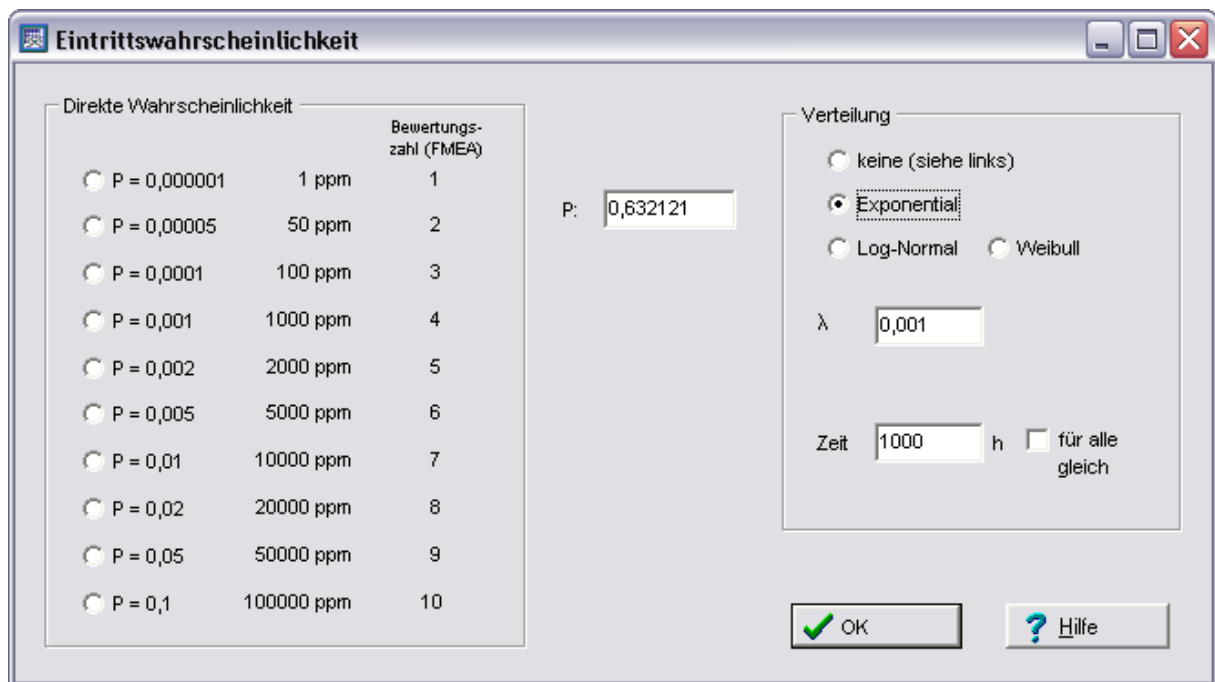 Eintrittswahrscheinlichkeit
Direkte Wahrscheinlichkeit
Bewertungs-
zahl (FMEA)
P = 0,000001 1 ppm 1
P = 0,00005 50 ppm 2
P = 0,0001 100 ppm 3
P = 0,001 1000 ppm 4
P = 0,002 2000 ppm 5
P = 0,005 5000 ppm 6
P = 0,01 10000 ppm 7
P = 0,02 20000 ppm 8
P = 0,05 50000 ppm 9
P = 0,1 100000 ppm 10
P: 0,632121
Verteilung
keine (siehe links)
Exponential
Log-Normal Weibull
λ 0,001
Zeit 1000 h für alle
gleich
OK
? Hilfe